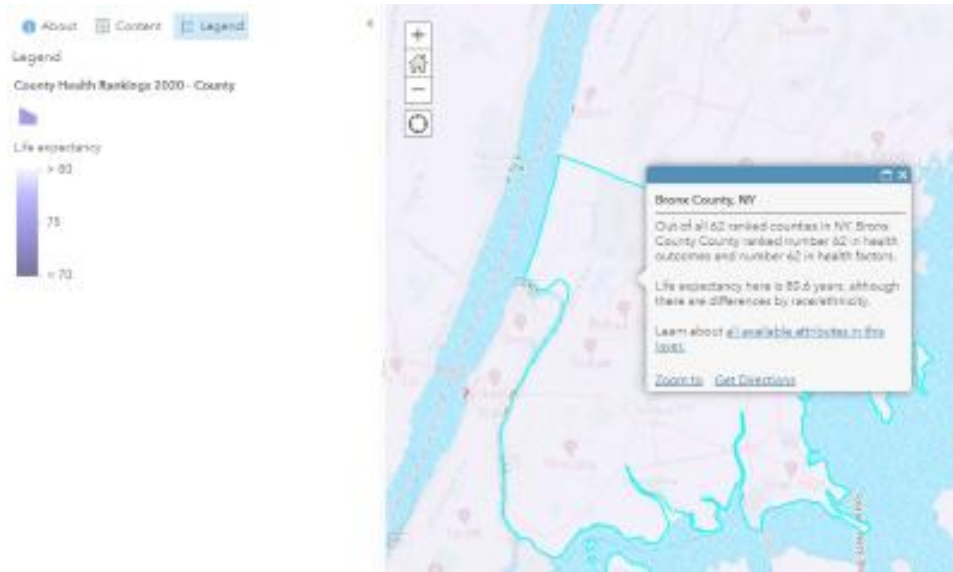 About Content Legend
Legend
County Health Rankings 2020 - County
Life expectancy
> 80
75
< 70
Bronx County, NY
Out of all 62 ranked counties in NY, Bronx
County County ranked number 62 in health
outcomes and number 62 in health factors.
Life expectancy here is 80.6 years, although
there are differences by race/ethnicity.
Learn about all available attributes in this
layer.
Zoom to Get Directions